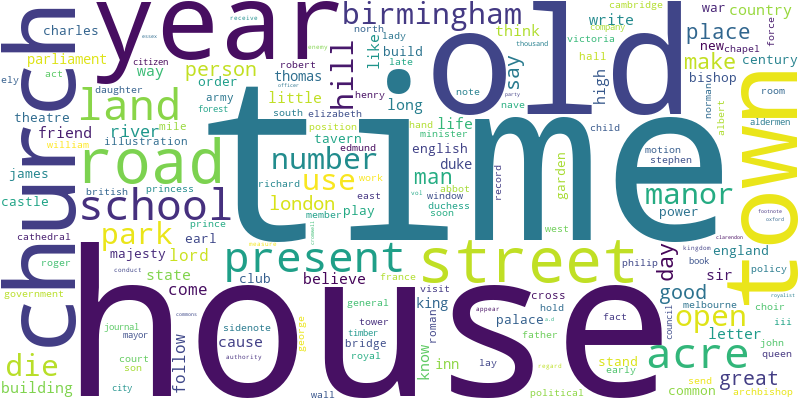 charles
year
north
lady
birmingham
cambridge
war
country
receive
company
essex
enemy
thousand
victoria
think
write
place
force
parliament
way
person
robert
build
like
late
hall
new
chapel
ely
act
citizen
order
thomas
hill
old
say
high
make
bishop
century
daughter
army
little
henry
long
note
nave
norman
albert
room
theatre
mile
forest
officer
party
church
land
river
friend
illustration
william
south
elizabeth
position
tavern
hand
minister
life
english
child
aldermen
james
road
time
number
edmund
duke
motion
stephen
garden
town
castle
british
princess
richard
use
work
man
abbot
record
manor
school
prince
london
east
member
play
vol
window
duchess
soon
west
power
cathedral
park
earl
cromwell
footnote
oxford
roger
majesty
lord
present
street
day
england
clarendon
kingdom
conduct
measure
state
club
believe
france
philip
sir
book
policy
royalist
government
come
general
visit
king
cross
good
melbourne
choir
journal
commons
house
sidenote
george
tower
a.d
hold
appear
palace
fact
council
open
iii
mayor
cause
timber
roman
letter
die
follow
authority
royal
bridge
father
know
inn
regard
stand
acre
john
court
son
lay
early
great
queen
building
city
wall
political
common
send
archbishop